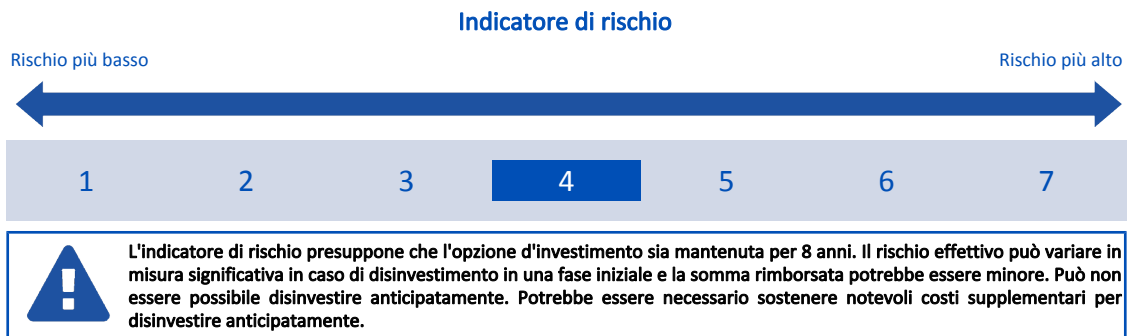 Indicatore di rischio
Rischio più basso
Rischio più alto
1 2 3 4 5 6 7
L'indicatore di rischio presuppone che l'opzione d'investimento sia mantenuta per 8 anni. Il rischio effettivo può variare in
misura significativa in caso di disinvestimento in una fase iniziale e la somma rimborsata potrebbe essere minore. Può non
essere possibile disinvestire anticipatamente. Potrebbe essere necessario sostenere notevoli costi supplementari per
disinvestire anticipatamente.